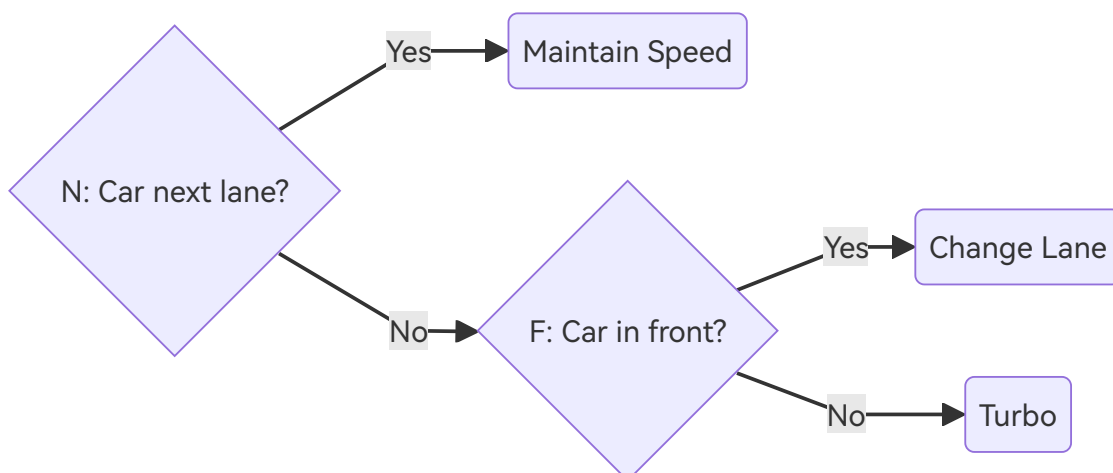 Yes
Maintain Speed
N: Car next lane?
Yes
Change Lane
No
F: Car in front?
No
Turbo